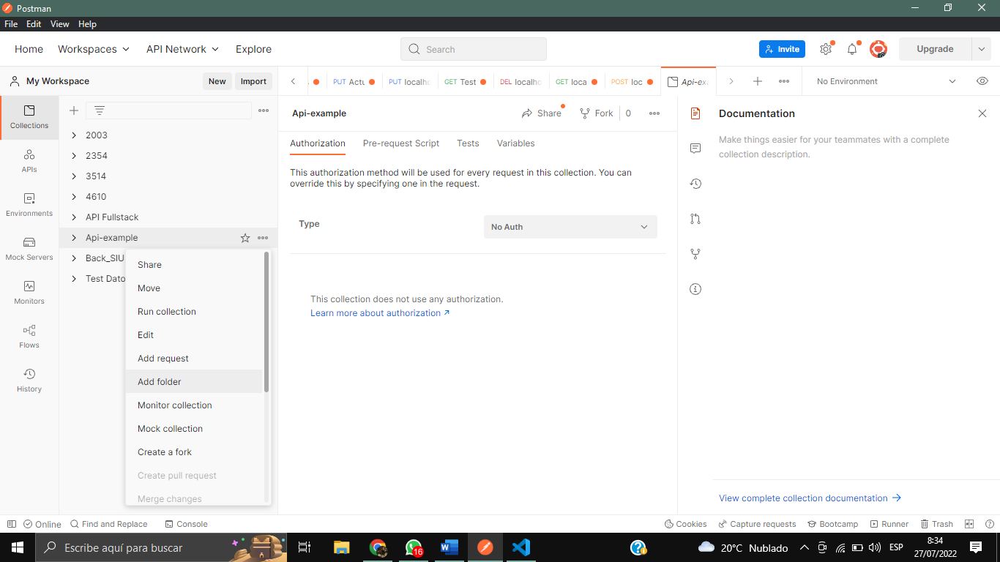 Postman
File Edit View Help
Home Workspaces API Network Explore Search Invite Upgrade
My Workspace New Import
PUT Actu PUT localho GET Test DEL localho GET loca POST loc Api-exa No Environment
Collections
APIs
Environments
Mock Servers
Monitors
Flows
History
2003
2354
3514
4610
API Fullstack
Api-example
Back_SIU
Test Dato
Share
Move
Run collection
Edit
Add request
Add folder
Monitor collection
Mock collection
Create a fork
Create pull request
Merge changes
Api-example Share Fork 0
Authorization Pre-request Script Tests Variables
This authorization method will be used for every request in this collection. You can
override this by specifying one in the request.
Type No Auth
This collection does not use any authorization.
Learn more about authorization
Documentation
Make things easier for your teammates with a complete
collection description.
View complete collection documentation
Online Find and Replace Console Cookies Capture requests Bootcamp Runner Trash
Escribe aquí para buscar 16 20°C Nublado ESP 8:34
27/07/2022